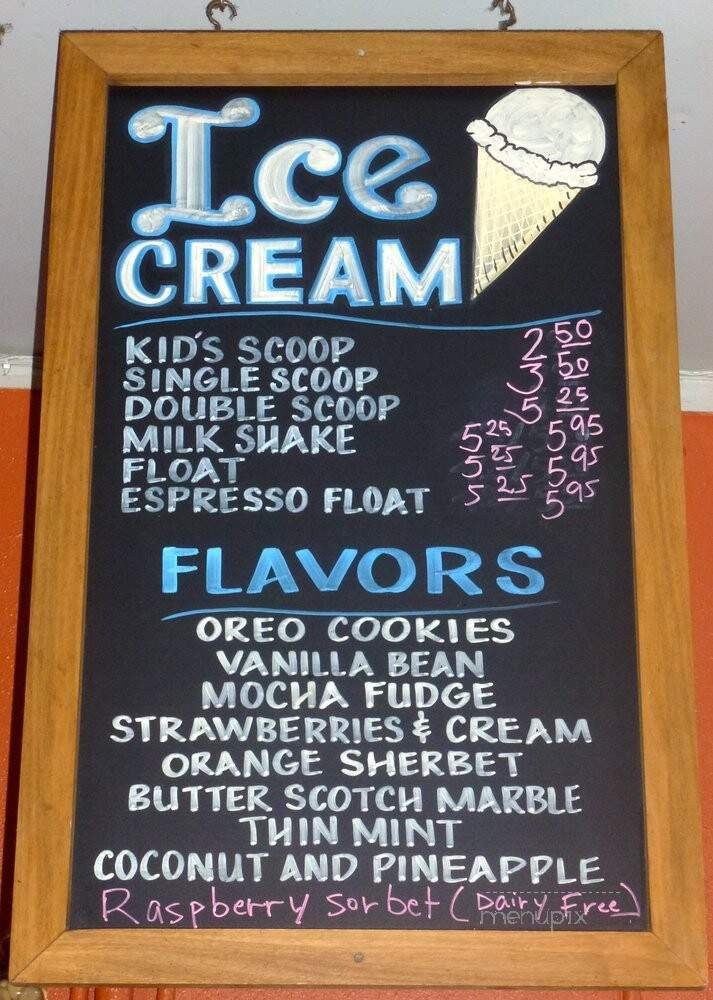 Ice
CREAM
KID'S SCOOP 2 50
SINGLE SCOOP 3 50
DOUBLE SCOOP 5 25
MILK SHAKE 5 25 5 95
FLOAT 5 25 5 95
ESPRESSO FLOAT 5 25 5 95
FLAVORS
OREO COOKIES
VANILLA BEAN
MOCHA FUDGE
STRAWBERRIES & CREAM
ORANGE SHERBET
BUTTER SCOTCH MARBLE
THIN MINT
COCONUT AND PINEAPPLE
Raspberry Sorbet (Dairy Free)
menupix